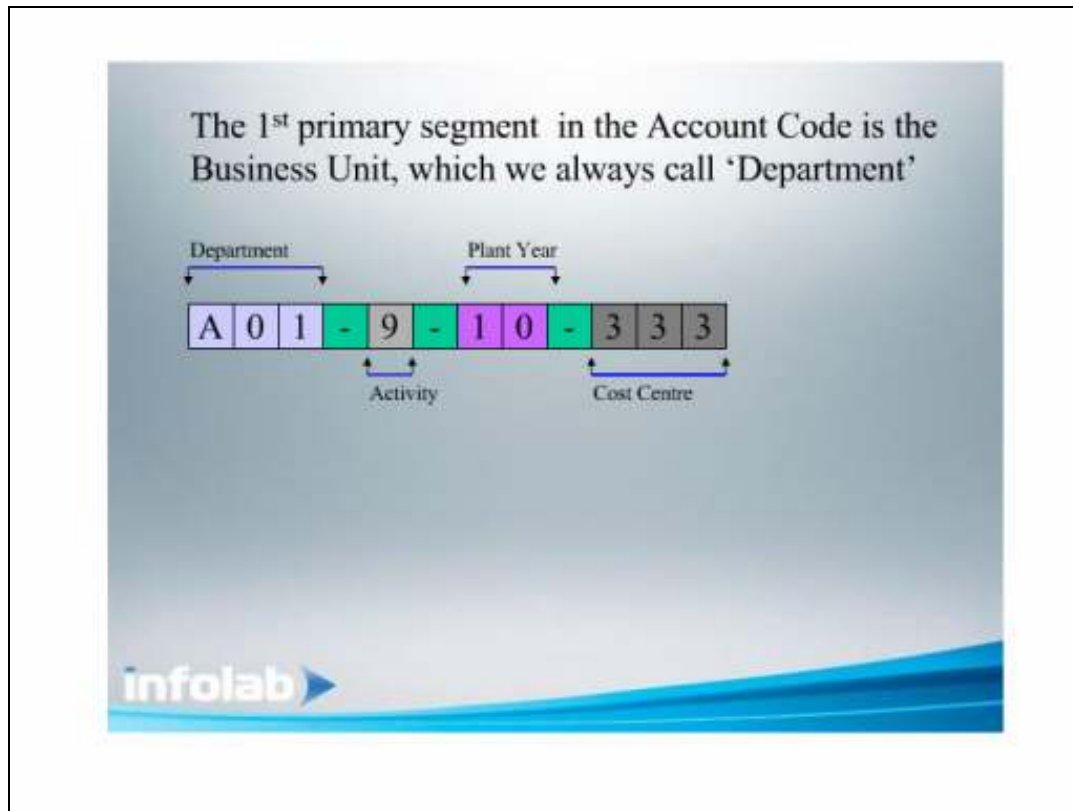 The 1st primary segment in the Account Code is the
Business Unit, which we always call ‘Department’
Department Plant Year
A 0 1 - 9 - 1 0 - 3 3 3
Activity Cost Centre
infolab